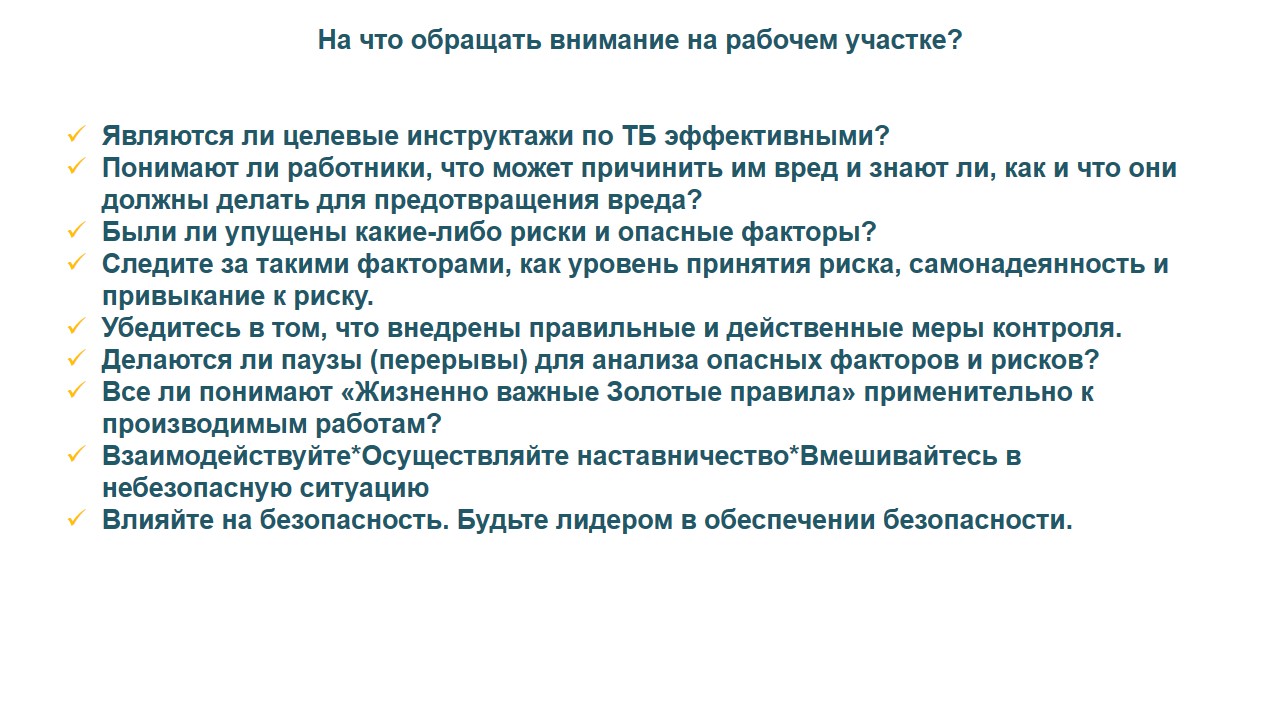 На что обращать внимание на рабочем участке?
Являются ли целевые инструктажи по ТБ эффективными?
Понимают ли работники, что может причинить им вред и знают ли, как и что они
должны делать для предотвращения вреда?
Были ли упущены какие-либо риски и опасные факторы?
Следите за такими факторами, как уровень принятия риска, самонадеянность и
привыкание к риску.
Убедитесь в том, что внедрены правильные и действенные меры контроля.
Делаются ли паузы (перерывы) для анализа опасных факторов и рисков?
Все ли понимают «Жизненно важные Золотые правила» применительно к
производимым работам?
Взаимодействуйте*Осуществляйте наставничество*Вмешивайтесь в
небезопасную ситуацию
Влияйте на безопасность. Будьте лидером в обеспечении безопасности.